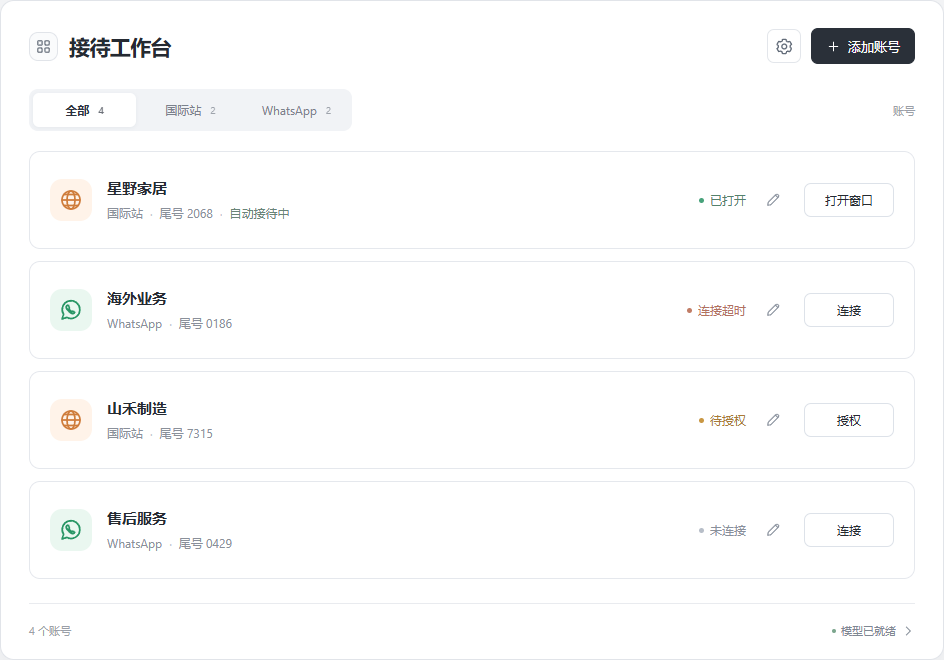 接待工作台
+ 添加账号
全部 4 国际站 2 WhatsApp 2
账号
星野家居
国际站 · 尾号 2068 · 自动接待中
已打开 打开窗口
海外业务
WhatsApp · 尾号 0186
连接超时 连接
山禾制造
国际站 · 尾号 7315
待授权 授权
售后服务
WhatsApp · 尾号 0429
未连接 连接
4 个账号
模型已就绪